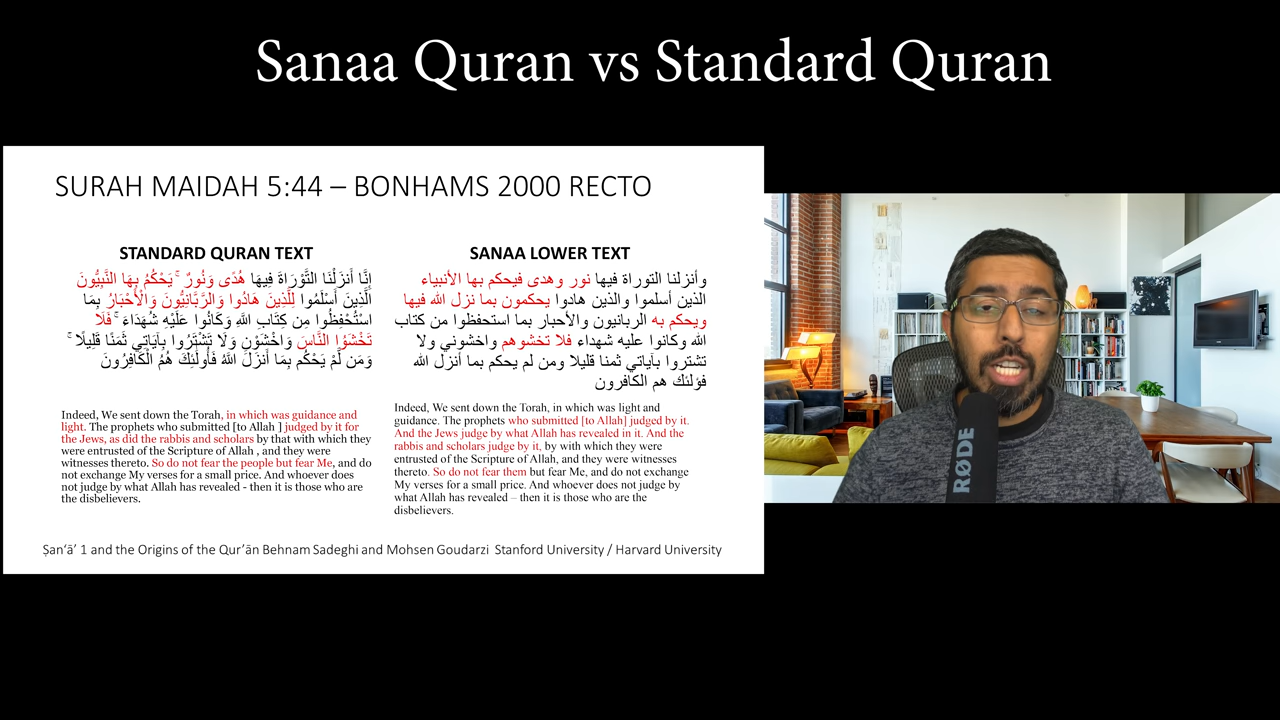 Sanaa Quran vs Standard Quran
SURAH MAIDAH 5:44 – BONHAMS 2000 RECTO
STANDARD QURAN TEXT
إِنَّا أَنزَلْنَا التَّوْرَاةَ فِيهَا هُدًى وَنُورٌ ۚ يَحْكُمُ بِهَا النَّبِيُّونَ
الَّذِينَ أَسْلَمُوا لِلَّذِينَ هَادُوا وَالرَّبَّانِيُّونَ وَالْأَحْبَارُ بِمَا
اسْتُحْفِظُوا مِن كِتَابِ اللَّهِ وَكَانُوا عَلَيْهِ شُهَدَاءَ ۚ فَلَا
تَخْشَوُا النَّاسَ وَاخْشَوْنِ وَلَا تَشْتَرُوا بِآيَاتِي ثَمَنًا قَلِيلًا ۚ
وَمَن لَّمْ يَحْكُم بِمَا أَنزَلَ اللَّهُ فَأُولَٰئِكَ هُمُ الْكَافِرُونَ
Indeed, We sent down the Torah, in which was guidance and
light. The prophets who submitted [to Allah ] judged by it for
the Jews, as did the rabbis and scholars by that with which they
were entrusted of the Scripture of Allah , and they were
witnesses thereto. So do not fear the people but fear Me, and do
not exchange My verses for a small price. And whoever does
not judge by what Allah has revealed - then it is those who are
the disbelievers.
SANAA LOWER TEXT
وأنزلنا التوراة فيها نور وهدى فيحكم بها الأنبياء
الذين أسلموا والذين هادوا يحكمون بما نزل الله فيها
ويحكم به الربانيون والأحبار بما استحفظوا من كتاب
الله وكانوا عليه شهداء فلا تخشوهم واخشوني ولا
تشتروا بآياتي ثمنا قليلا ومن لم يحكم بما أنزل الله
فؤلئك هم الكافرون
Indeed, We sent down the Torah, in which was light and
guidance. The prophets who submitted [to Allah] judged by it.
And the Jews judge by what Allah has revealed in it. And the
rabbis and scholars judge by it, by with which they were
entrusted of the Scripture of Allah, and they were witnesses
thereto. So do not fear them but fear Me, and do not exchange
My verses for a small price. And whoever does not judge by
what Allah has revealed – then it is those who are the
disbelievers.
Ṣan‘ā’ 1 and the Origins of the Qur’ān Behnam Sadeghi and Mohsen Goudarzi Stanford University / Harvard University
RØDE